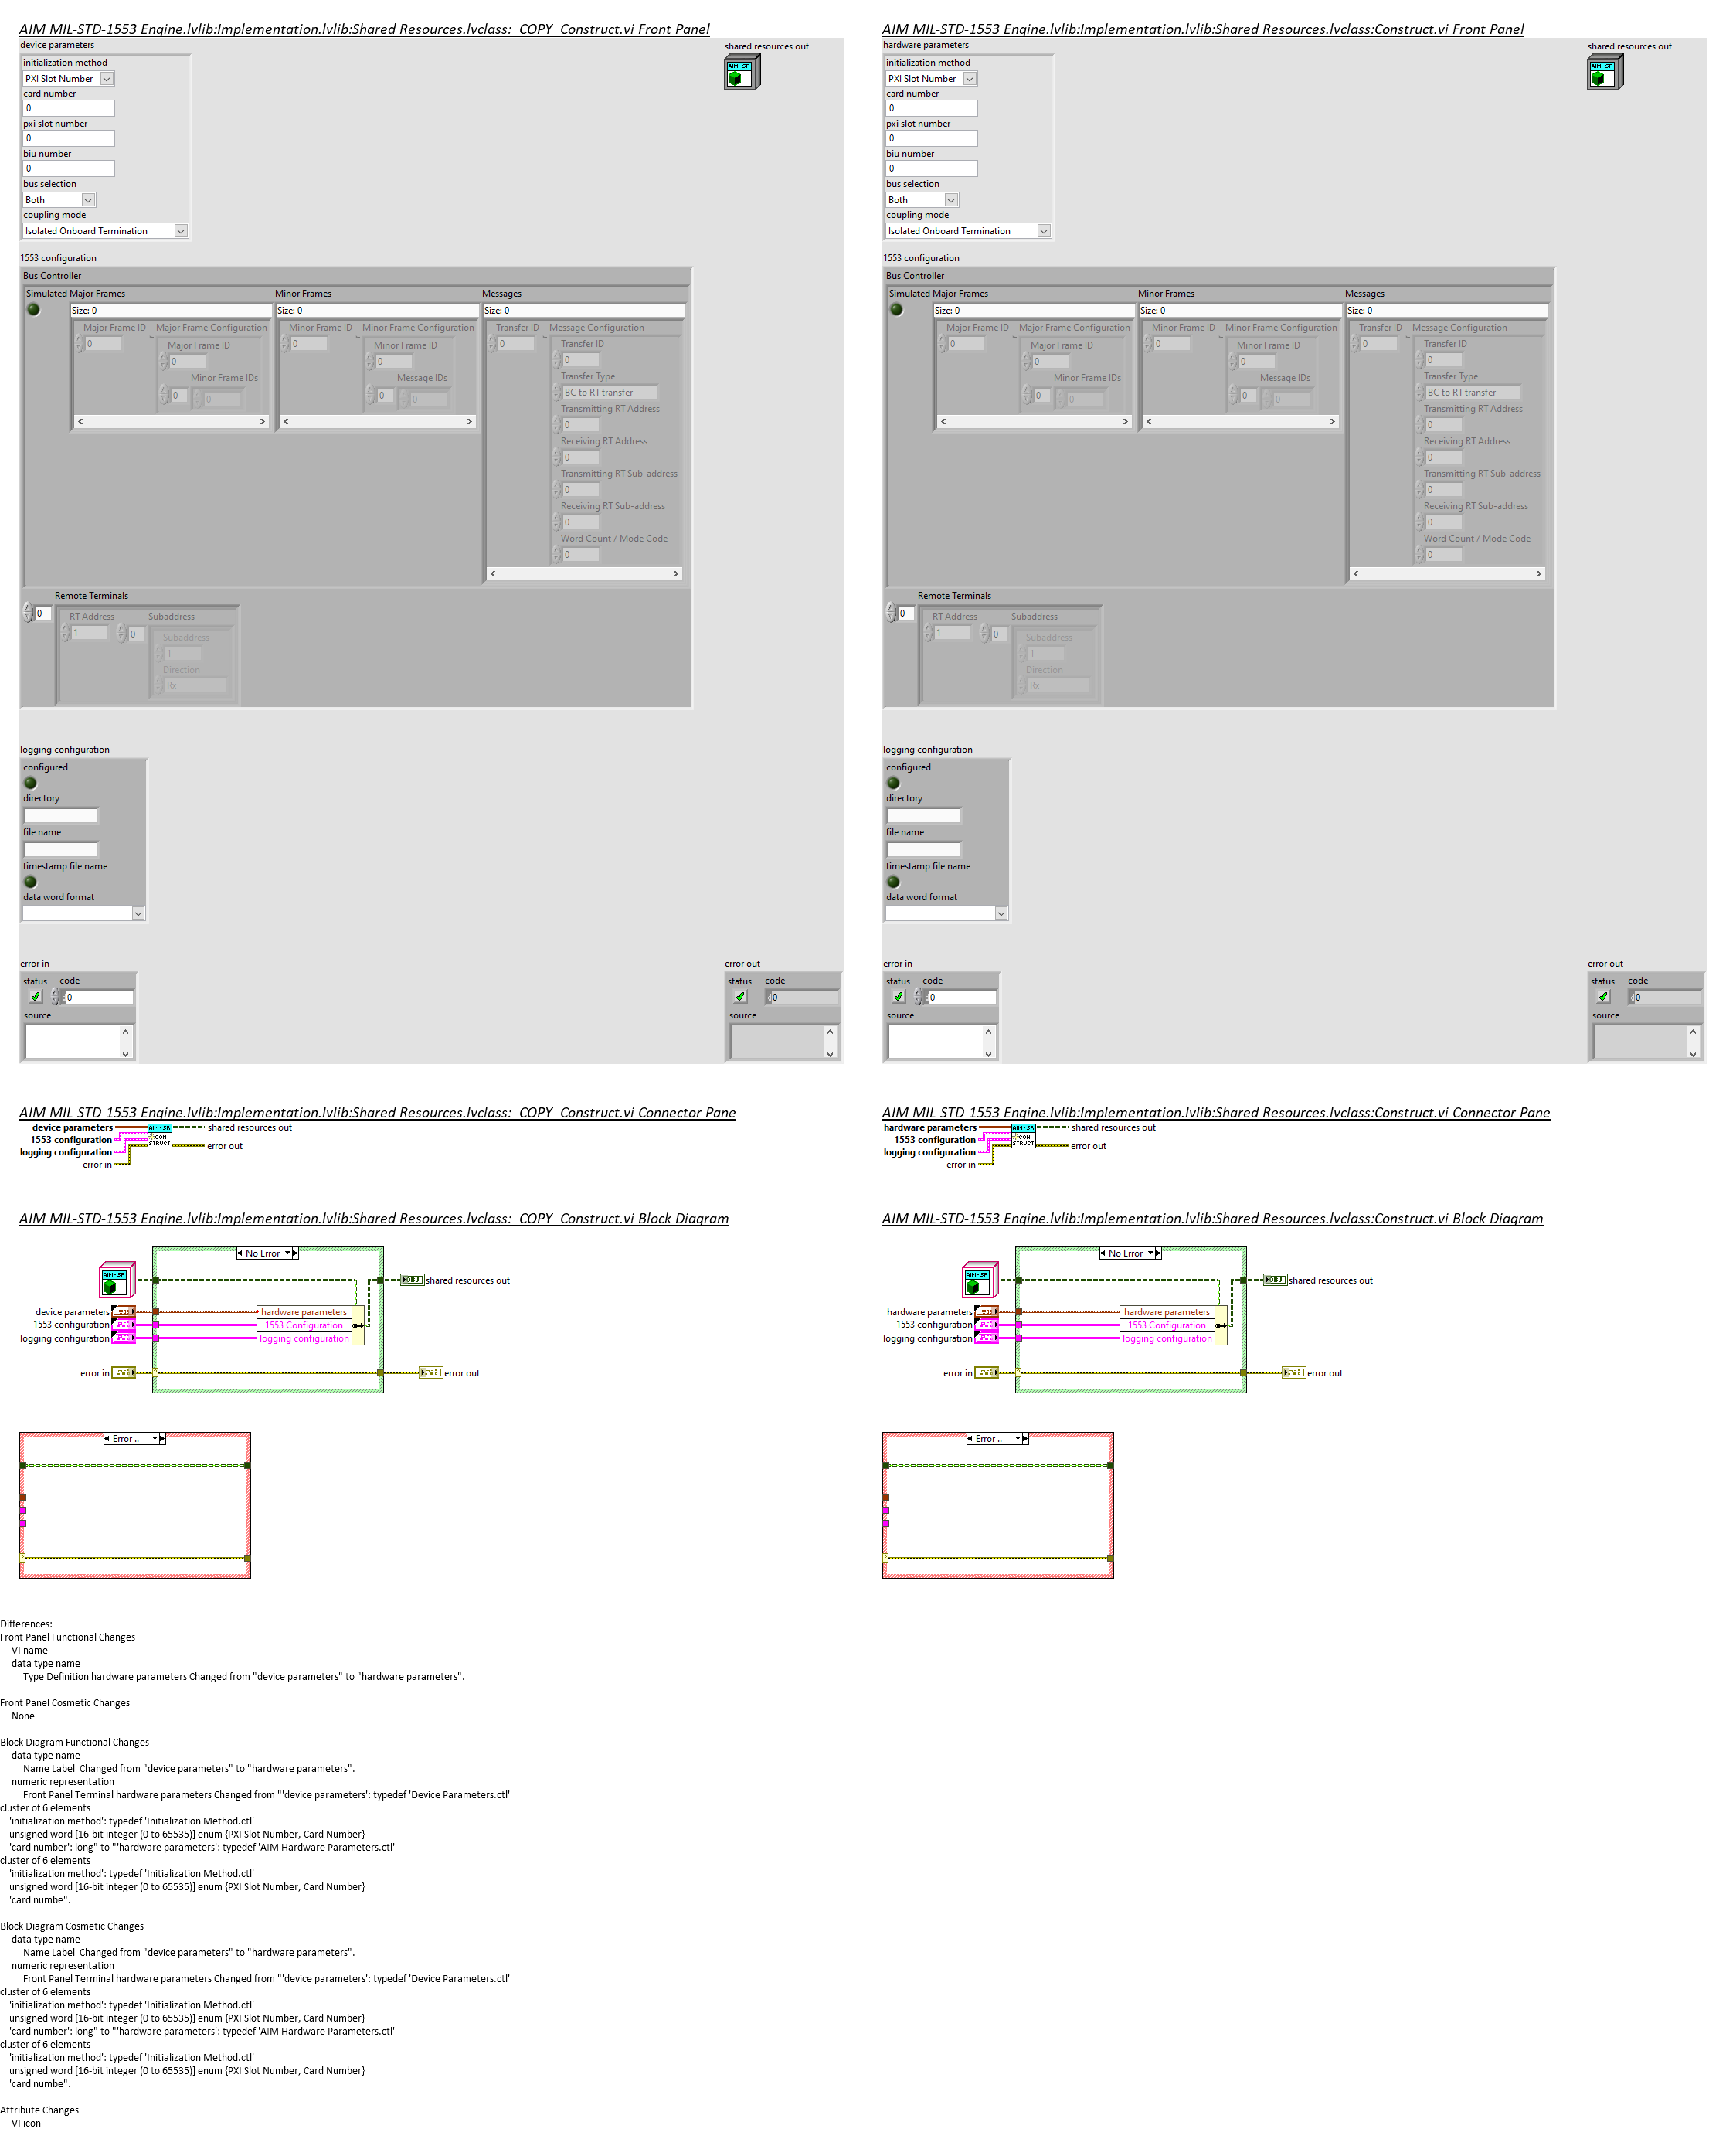 AIM MIL-STD-1553 Engine.lvlib:Implementation.lvlib:Shared Resources.lvclass:_COPY_Construct.vi Front Panel
device parameters
shared resources out
AIM-SR
initialization method
PXI Slot Number
card number
0
pxi slot number
0
biu number
0
bus selection
Both
coupling mode
Isolated Onboard Termination
1553 configuration
Bus Controller
Simulated Major Frames Minor Frames Messages
Size: 0 Size: 0 Size: 0
Major Frame ID Major Frame Configuration Minor Frame ID Minor Frame Configuration Transfer ID Message Configuration
0 Major Frame ID 0 Minor Frame ID 0 Transfer ID
0 0 0
Minor Frame IDs Message IDs Transfer Type
0 0 0 0 BC to RT transfer
Transmitting RT Address
0
Receiving RT Address
0
Transmitting RT Sub-address
0
Receiving RT Sub-address
0
Word Count / Mode Code
0
Remote Terminals
0 RT Address Subaddress
1 0 Subaddress
1
Direction
Rx
logging configuration
configured
directory
file name
timestamp file name
data word format
error in error out
status code status code
0 0
source source
AIM MIL-STD-1553 Engine.lvlib:Implementation.lvlib:Shared Resources.lvclass:Construct.vi Front Panel
hardware parameters
shared resources out
AIM-SR
initialization method
PXI Slot Number
card number
0
pxi slot number
0
biu number
0
bus selection
Both
coupling mode
Isolated Onboard Termination
1553 configuration
Bus Controller
Simulated Major Frames Minor Frames Messages
Size: 0 Size: 0 Size: 0
Major Frame ID Major Frame Configuration Minor Frame ID Minor Frame Configuration Transfer ID Message Configuration
0 Major Frame ID 0 Minor Frame ID 0 Transfer ID
0 0 0
Minor Frame IDs Message IDs Transfer Type
0 0 0 0 BC to RT transfer
Transmitting RT Address
0
Receiving RT Address
0
Transmitting RT Sub-address
0
Receiving RT Sub-address
0
Word Count / Mode Code
0
Remote Terminals
0 RT Address Subaddress
1 0 Subaddress
1
Direction
Rx
logging configuration
configured
directory
file name
timestamp file name
data word format
error in error out
status code status code
0 0
source source
AIM MIL-STD-1553 Engine.lvlib:Implementation.lvlib:Shared Resources.lvclass:_COPY_Construct.vi Connector Pane
device parameters AIM-SR shared resources out
1553 configuration CON
logging configuration STRUCT error out
error in
AIM MIL-STD-1553 Engine.lvlib:Implementation.lvlib:Shared Resources.lvclass:Construct.vi Connector Pane
hardware parameters AIM-SR shared resources out
1553 configuration CON
logging configuration STRUCT error out
error in
AIM MIL-STD-1553 Engine.lvlib:Implementation.lvlib:Shared Resources.lvclass:_COPY_Construct.vi Block Diagram
No Error
AIM-SR OBJ shared resources out
device parameters hardware parameters
1553 configuration 1553 Configuration
logging configuration logging configuration
error in error out
Error ..
AIM MIL-STD-1553 Engine.lvlib:Implementation.lvlib:Shared Resources.lvclass:Construct.vi Block Diagram
No Error
AIM-SR OBJ shared resources out
hardware parameters hardware parameters
1553 configuration 1553 Configuration
logging configuration logging configuration
error in error out
Error ..
Differences:
Front Panel Functional Changes
VI name
data type name
Type Definition hardware parameters Changed from "device parameters" to "hardware parameters".
Front Panel Cosmetic Changes
None
Block Diagram Functional Changes
data type name
Name Label  Changed from "device parameters" to "hardware parameters".
numeric representation
Front Panel Terminal hardware parameters Changed from "'device parameters': typedef 'Device Parameters.ctl'
cluster of 6 elements
'initialization method': typedef 'Initialization Method.ctl'
unsigned word [16-bit integer (0 to 65535)] enum {PXI Slot Number, Card Number}
'card number': long" to "'hardware parameters': typedef 'AIM Hardware Parameters.ctl'
cluster of 6 elements
'initialization method': typedef 'Initialization Method.ctl'
unsigned word [16-bit integer (0 to 65535)] enum {PXI Slot Number, Card Number}
'card numbe".
Block Diagram Cosmetic Changes
data type name
Name Label  Changed from "device parameters" to "hardware parameters".
numeric representation
Front Panel Terminal hardware parameters Changed from "'device parameters': typedef 'Device Parameters.ctl'
cluster of 6 elements
'initialization method': typedef 'Initialization Method.ctl'
unsigned word [16-bit integer (0 to 65535)] enum {PXI Slot Number, Card Number}
'card number': long" to "'hardware parameters': typedef 'AIM Hardware Parameters.ctl'
cluster of 6 elements
'initialization method': typedef 'Initialization Method.ctl'
unsigned word [16-bit integer (0 to 65535)] enum {PXI Slot Number, Card Number}
'card numbe".
Attribute Changes
VI icon